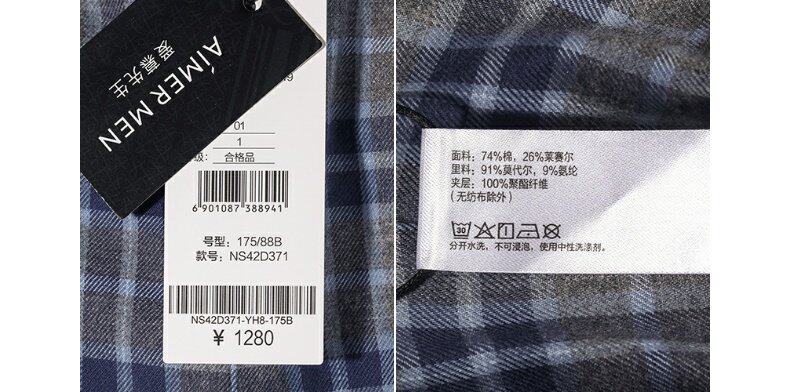 AIMER MEN
爱慕先生
01
1
级: 合格品
6 901087 388941
号型: 175/88B
款号: NS42D371
NS42D371-YH8-175B
¥ 1280
面料: 74%棉, 26%莱赛尔
里料: 91%莫代尔, 9%氨纶
夹层: 100%聚酯纤维
(无纺布除外)
30
分开水洗, 不可浸泡, 使用中性洗涤剂。